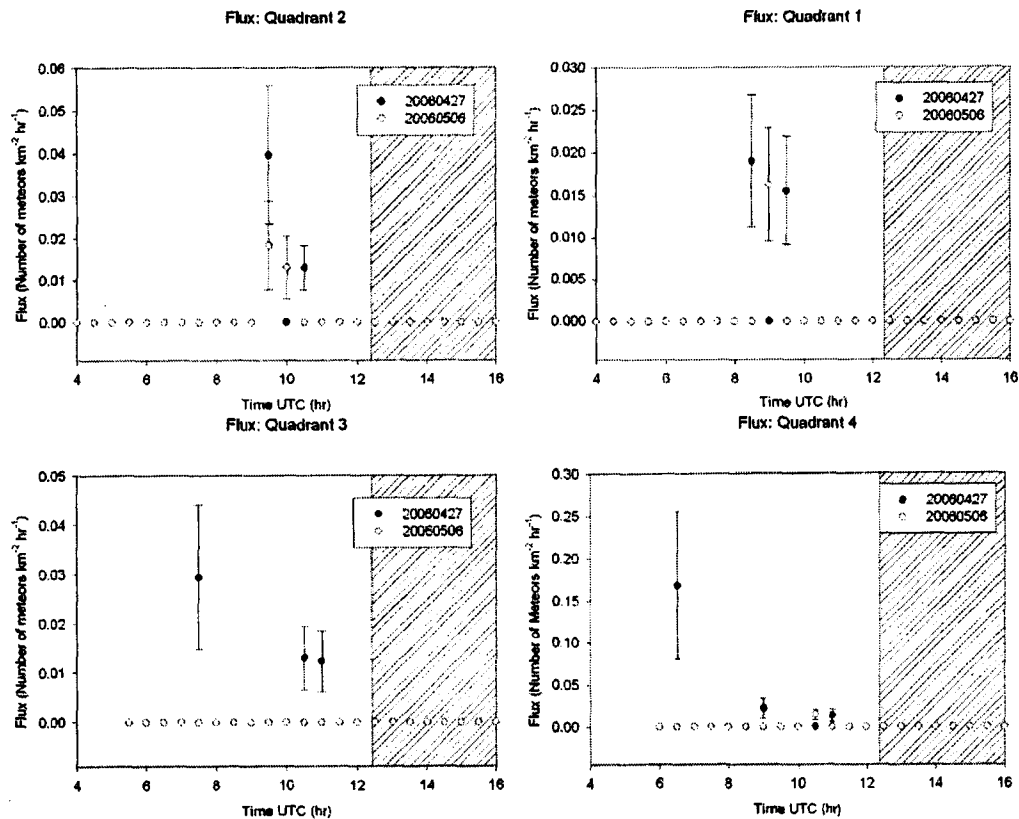 Flux: Quadrant 2
Flux (Number of meteors km⁻² hr⁻¹)
0.06
0.05
0.04
0.03
0.02
0.01
0.00
20060427
20060506
4 6 8 10 12 14 16
Time UTC (hr)
Flux: Quadrant 1
Flux (Number of meteors km⁻² hr⁻¹)
0.030
0.025
0.020
0.015
0.010
0.005
0.000
20060427
20060506
4 6 8 10 12 14 16
Time UTC (hr)
Flux: Quadrant 3
Flux (Number of meteors km⁻² hr⁻¹)
0.05
0.04
0.03
0.02
0.01
0.00
20060427
20060506
4 6 8 10 12 14 16
Time UTC (hr)
Flux: Quadrant 4
Flux (Number of Meteors km⁻² hr⁻¹)
0.30
0.25
0.20
0.15
0.10
0.05
0.00
20060427
20060506
4 6 8 10 12 14 16
Time UTC (hr)